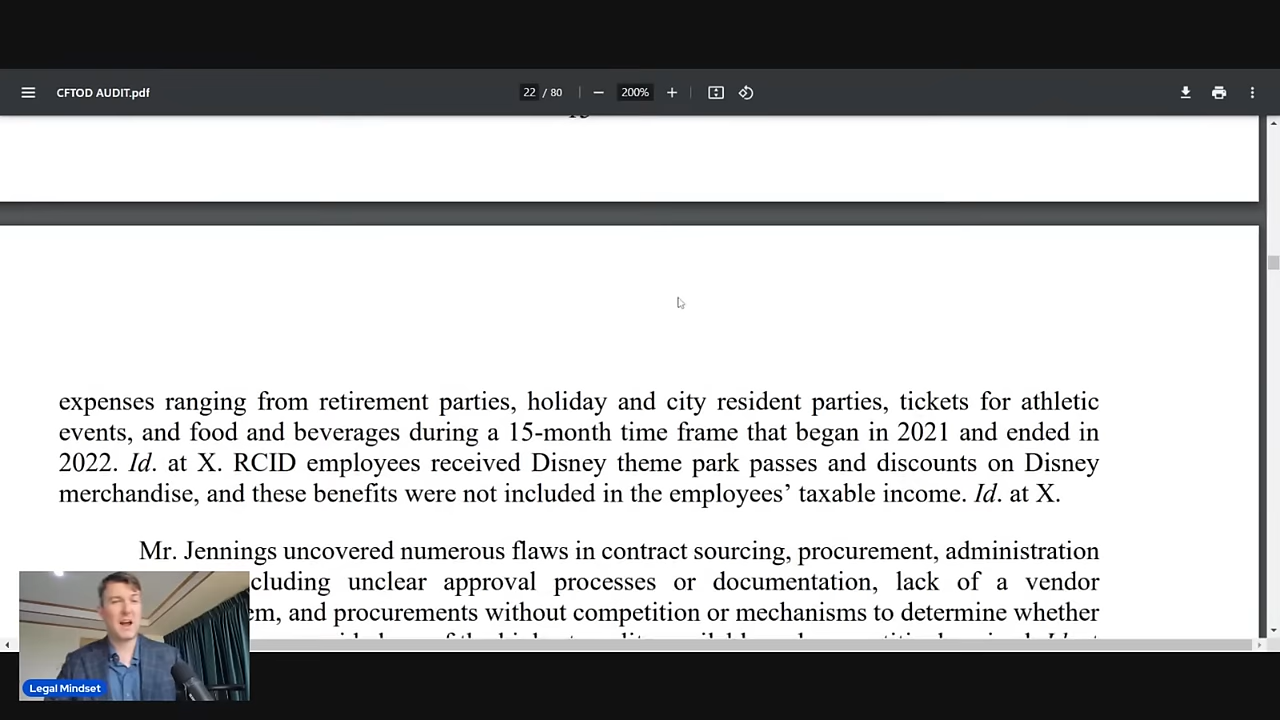 CFTOD AUDIT.pdf
22 / 80
200%
expenses ranging from retirement parties, holiday and city resident parties, tickets for athletic
events, and food and beverages during a 15-month time frame that began in 2021 and ended in
2022. Id. at X. RCID employees received Disney theme park passes and discounts on Disney
merchandise, and these benefits were not included in the employees’ taxable income. Id. at X.
Mr. Jennings uncovered numerous flaws in contract sourcing, procurement, administration
cluding unclear approval processes or documentation, lack of a vendor
em, and procurements without competition or mechanisms to determine whether
Legal Mindset